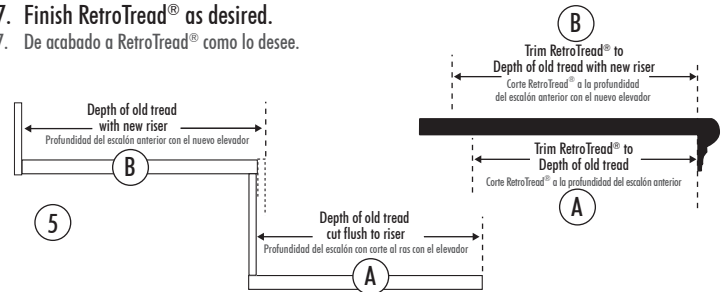 7. Finish RetroTread® as desired.
7. De acabado a RetroTread® como lo desee.
B
Trim RetroTread® to
Depth of old tread with new riser
Corte RetroTread® a la profundidad
del escalón anterior con el nuevo elevador
Depth of old tread
with new riser
Profundidad del escalón anterior con el nuevo elevador
B
Trim RetroTread® to
Depth of old tread
Corte RetroTread® a la profundidad del escalón anterior
A
5
Depth of old tread
cut flush to riser
Profundidad del escalón con corte al ras con el elevador
A